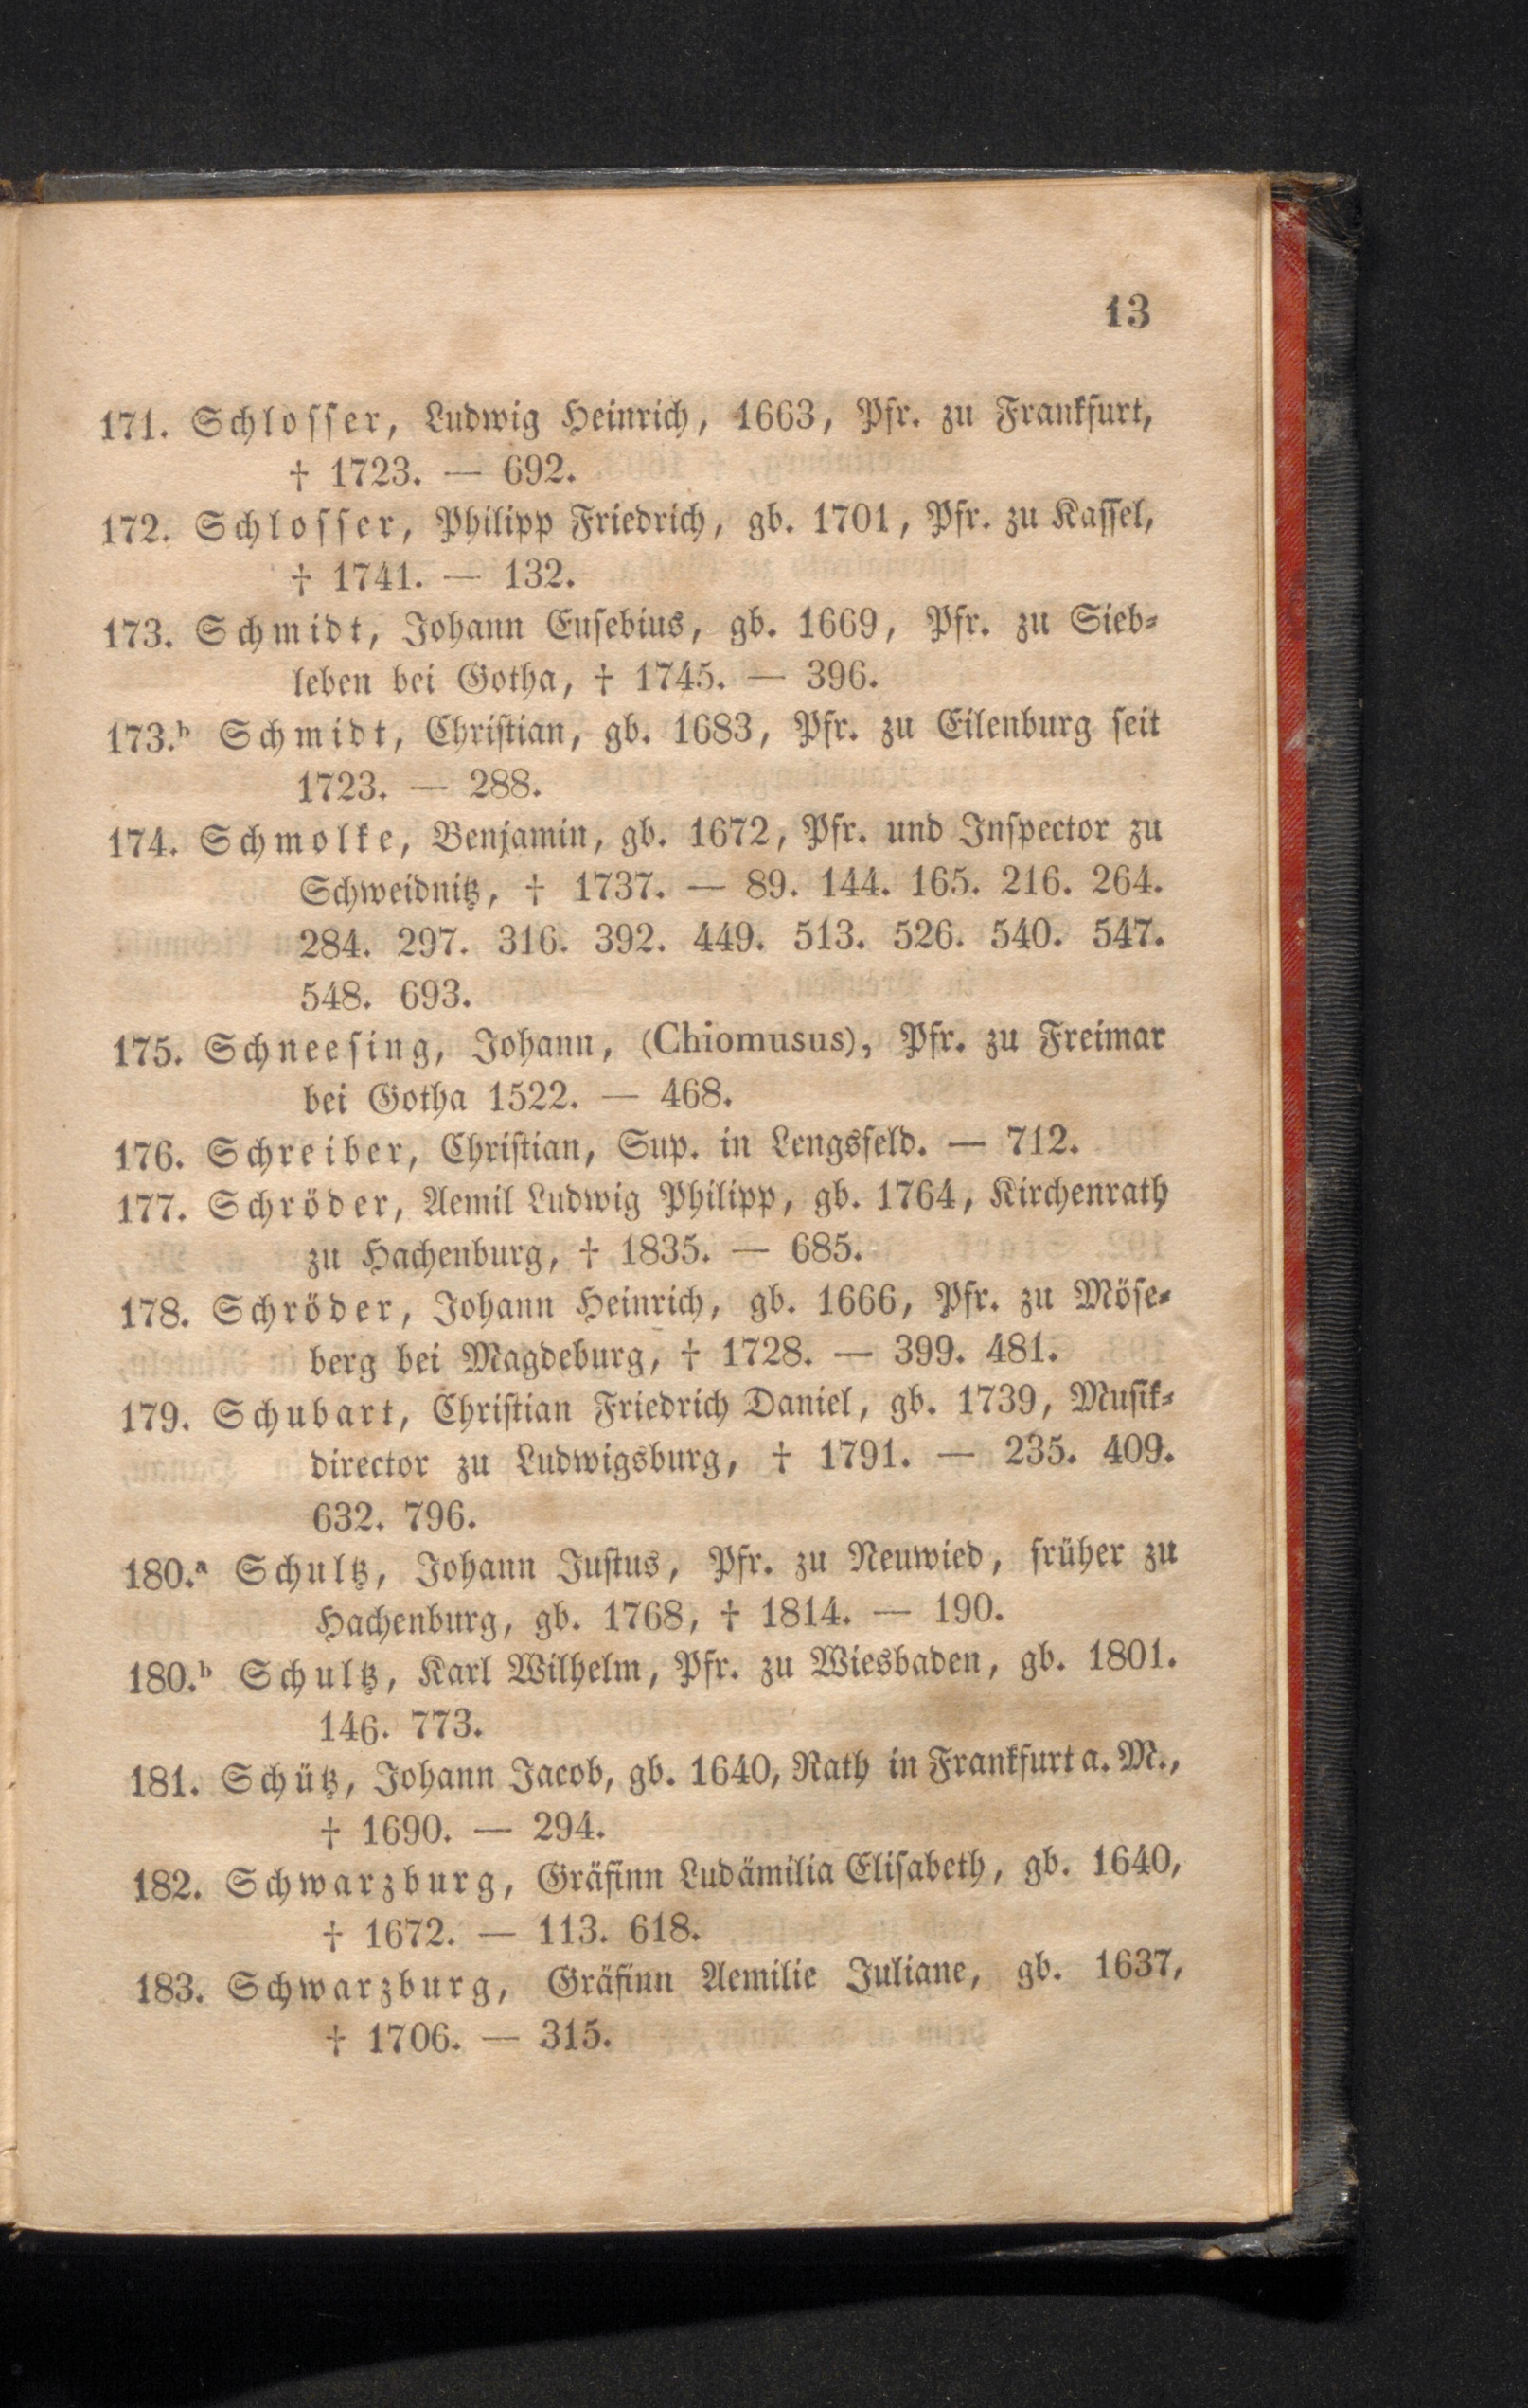 13
171. Schlosser, Ludwig Heinrich, 1663, Pfr. zu Frankfurt,
† 1723. — 692.
172. Schlosser, Philipp Friedrich, gb. 1701, Pfr. zu Kassel,
† 1741. — 132.
173. Schmidt, Johann Eusebius, gb. 1669, Pfr. zu Sieb-
leben bei Gotha, † 1745. — 396.
173.b Schmidt, Christian, gb. 1683, Pfr. zu Eilenburg seit
1723. — 288.
174. Schmolke, Benjamin, gb. 1672, Pfr. und Inspector zu
Schweidnitz, † 1737. — 89. 144. 165. 216. 264.
284. 297. 316. 392. 449. 513. 526. 540. 547.
548. 693.
175. Schneesing, Johann, (Chiomusus), Pfr. zu Freimar
bei Gotha 1522. — 468.
176. Schreiber, Christian, Sup. in Lengsfeld. — 712.
177. Schröder, Aemil Ludwig Philipp, gb. 1764, Kirchenrath
zu Hachenburg, † 1835. — 685.
178. Schröder, Johann Heinrich, gb. 1666, Pfr. zu Möse-
berg bei Magdeburg, † 1728. — 399. 481.
179. Schubart, Christian Friedrich Daniel, gb. 1739, Musik-
director zu Ludwigsburg, † 1791. — 235. 409.
632. 796.
180.a Schultz, Johann Justus, Pfr. zu Neuwied, früher zu
Hachenburg, gb. 1768, † 1814. — 190.
180.b Schultz, Karl Wilhelm, Pfr. zu Wiesbaden, gb. 1801.
146. 773.
181. Schütz, Johann Jacob, gb. 1640, Rath in Frankfurt a. M.,
† 1690. — 294.
182. Schwarzburg, Gräfinn Ludämilia Elisabeth, gb. 1640,
† 1672. — 113. 618.
183. Schwarzburg, Gräfinn Aemilie Juliane, gb. 1637,
† 1706. — 315.